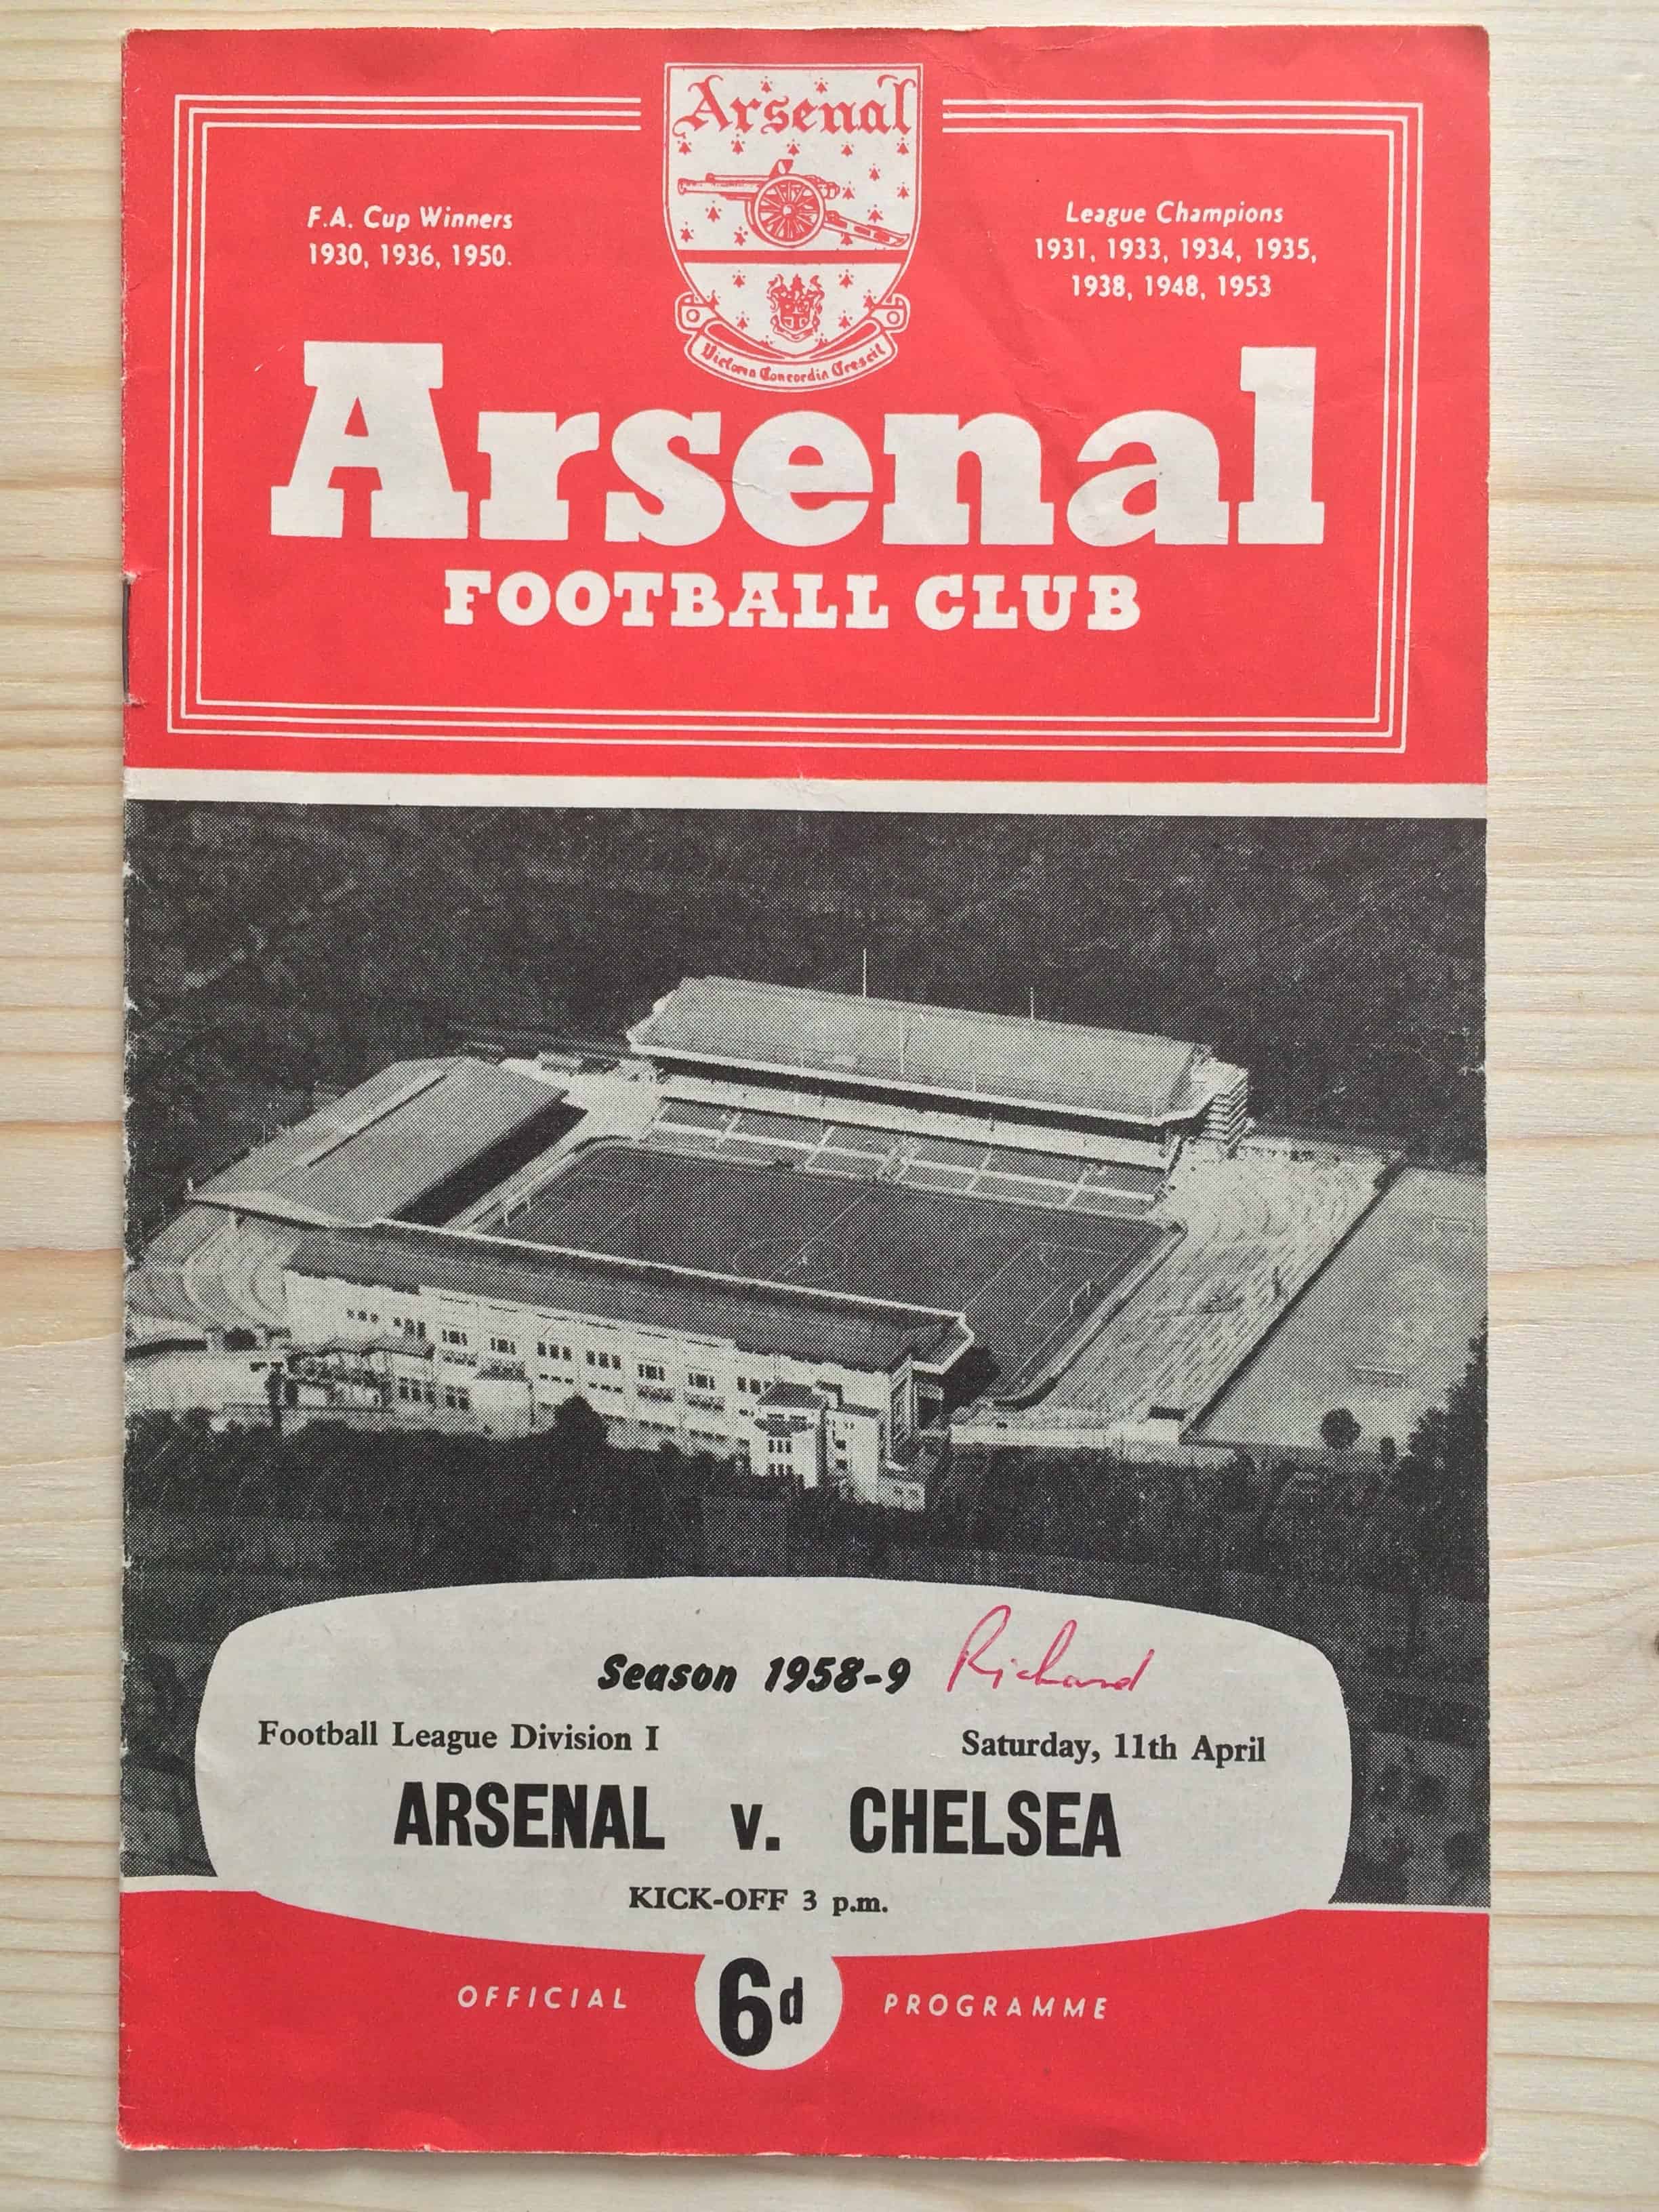 Arsenal
F.A. Cup Winners
1930, 1936, 1950.
League Champions
1931, 1933, 1934, 1935,
1938, 1948, 1953
Victoria Concordia Crescit
Arsenal
FOOTBALL CLUB
Season 1958-9 Richard
Football League Division I
Saturday, 11th April
ARSENAL v. CHELSEA
KICK-OFF 3 p.m.
OFFICIAL 6d PROGRAMME